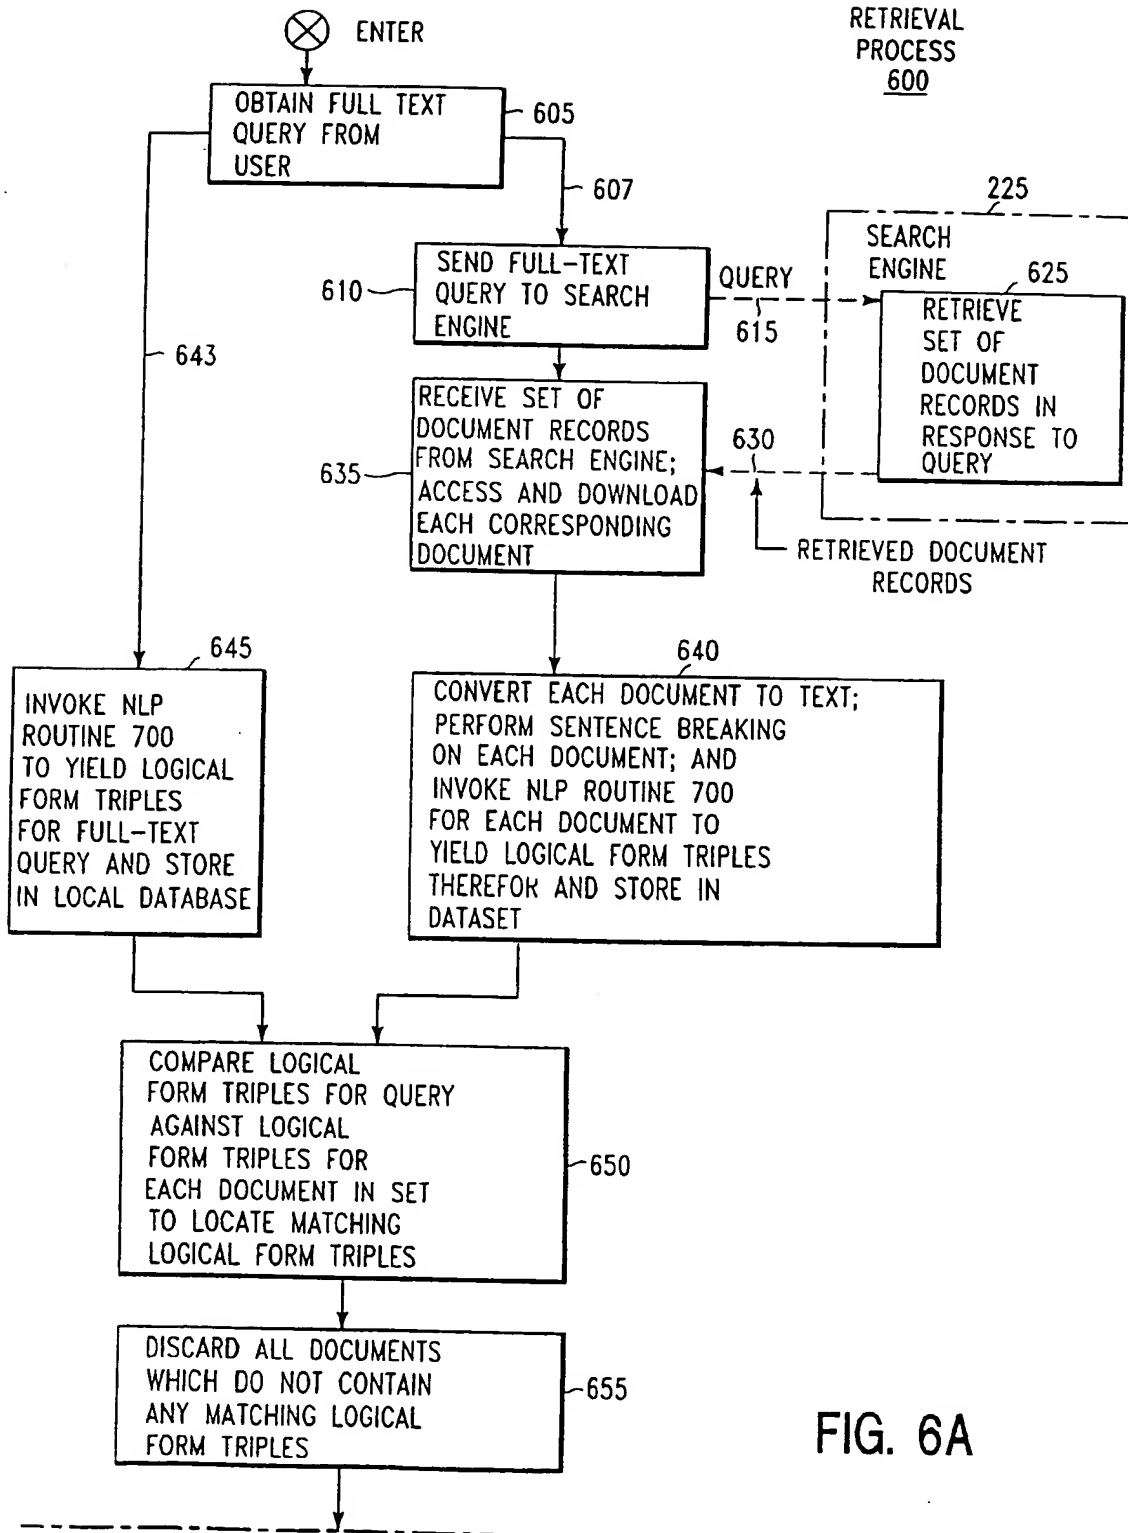 ENTER
RETRIEVAL
PROCESS
600
OBTAIN FULL TEXT
QUERY FROM
USER
605
607
225
SEARCH
ENGINE
SEND FULL-TEXT
QUERY TO SEARCH
ENGINE
610
QUERY
615
625
RETRIEVE
SET OF
DOCUMENT
RECORDS IN
RESPONSE TO
QUERY
643
RECEIVE SET OF
DOCUMENT RECORDS
FROM SEARCH ENGINE;
ACCESS AND DOWNLOAD
EACH CORRESPONDING
DOCUMENT
635
630
RETRIEVED DOCUMENT
RECORDS
645
INVOKE NLP
ROUTINE 700
TO YIELD LOGICAL
FORM TRIPLES
FOR FULL-TEXT
QUERY AND STORE
IN LOCAL DATABASE
640
CONVERT EACH DOCUMENT TO TEXT;
PERFORM SENTENCE BREAKING
ON EACH DOCUMENT; AND
INVOKE NLP ROUTINE 700
FOR EACH DOCUMENT TO
YIELD LOGICAL FORM TRIPLES
THEREFOR AND STORE IN
DATASET
COMPARE LOGICAL
FORM TRIPLES FOR QUERY
AGAINST LOGICAL
FORM TRIPLES FOR
EACH DOCUMENT IN SET
TO LOCATE MATCHING
LOGICAL FORM TRIPLES
650
DISCARD ALL DOCUMENTS
WHICH DO NOT CONTAIN
ANY MATCHING LOGICAL
FORM TRIPLES
655
FIG. 6A